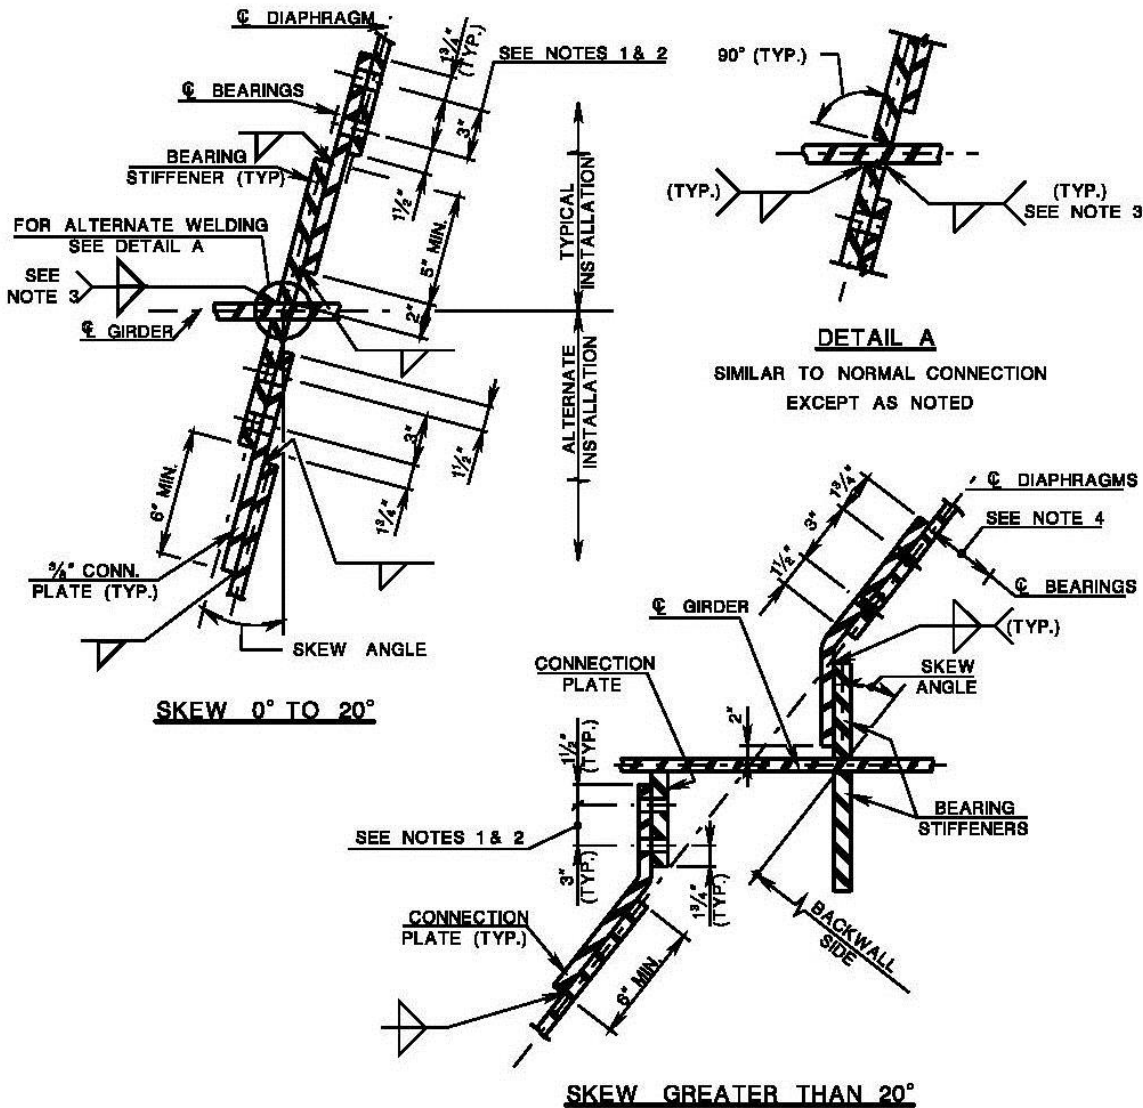 ℄ DIAPHRAGM
1¾"
(TYP.)
SEE NOTES 1 & 2
℄ BEARINGS
3"
BEARING
STIFFENER (TYP)
1½"
FOR ALTERNATE WELDING
SEE DETAIL A
5" MIN.
TYPICAL
INSTALLATION
SEE
NOTE 3
2"
℄ GIRDER
ALTERNATE
INSTALLATION
3"
1½"
6" MIN.
1¾"
⅜" CONN.
PLATE (TYP.)
SKEW ANGLE
SKEW 0° TO 20°
90° (TYP.)
(TYP.)
(TYP.)
SEE NOTE 3
DETAIL A
SIMILAR TO NORMAL CONNECTION
EXCEPT AS NOTED
1¾"
3"
1½"
℄ DIAPHRAGMS
SEE NOTE 4
℄ BEARINGS
℄ GIRDER
(TYP.)
CONNECTION
PLATE
SKEW
ANGLE
2"
1½"
(TYP.)
BEARING
STIFFENERS
SEE NOTES 1 & 2
3"
(TYP.)
1¾"
(TYP.)
BACKWALL
SIDE
CONNECTION
PLATE (TYP.)
6" MIN.
SKEW GREATER THAN 20°